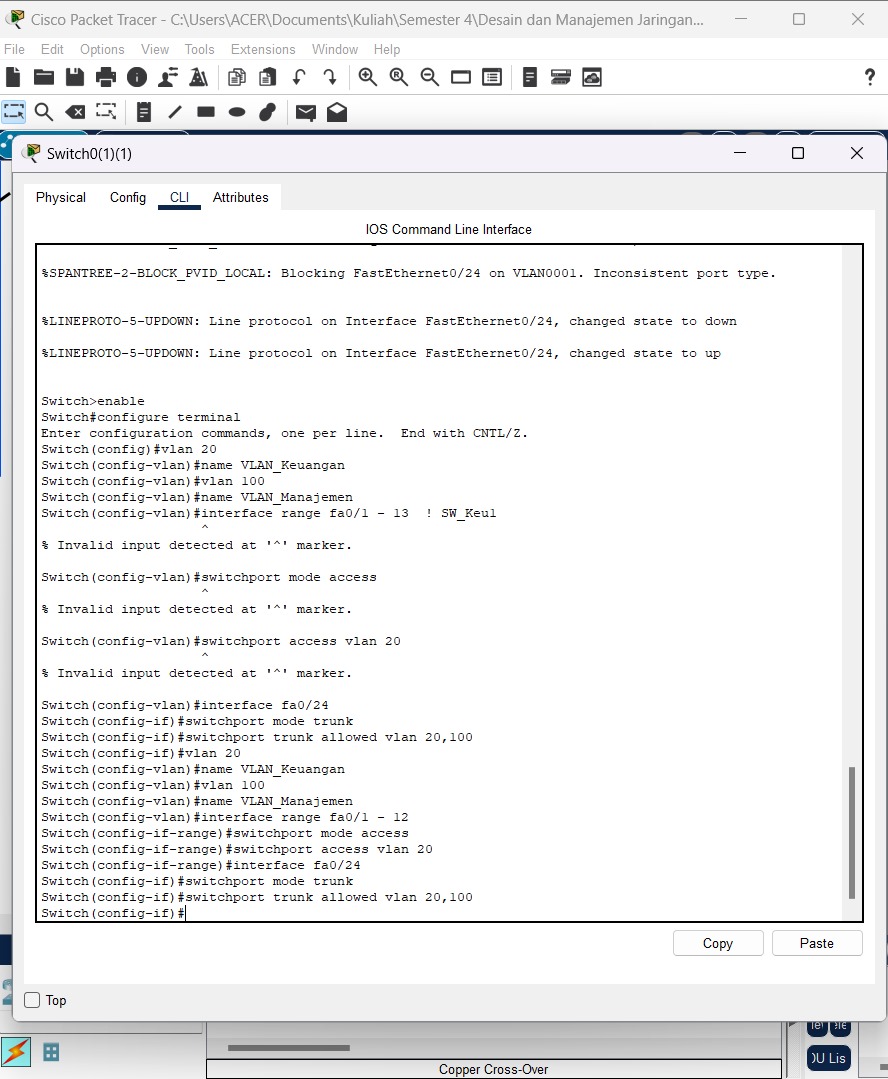 Cisco Packet Tracer - C:\Users\ACER\Documents\Kuliah\Semester 4\Desain dan Manajemen Jaringan...
File Edit Options View Tools Extensions Window Help
?
Switch0(1)(1)
Physical Config CLI Attributes
IOS Command Line Interface
%SPANTREE-2-BLOCK_PVID_LOCAL: Blocking FastEthernet0/24 on VLAN0001. Inconsistent port type.
%LINEPROTO-5-UPDOWN: Line protocol on Interface FastEthernet0/24, changed state to down
%LINEPROTO-5-UPDOWN: Line protocol on Interface FastEthernet0/24, changed state to up
Switch>enable
Switch#configure terminal
Enter configuration commands, one per line.  End with CNTL/Z.
Switch(config)#vlan 20
Switch(config-vlan)#name VLAN_Keuangan
Switch(config-vlan)#vlan 100
Switch(config-vlan)#name VLAN_Manajemen
Switch(config-vlan)#interface range fa0/1 - 13  ! SW_Keu1
^
% Invalid input detected at '^' marker.
Switch(config-vlan)#switchport mode access
^
% Invalid input detected at '^' marker.
Switch(config-vlan)#switchport access vlan 20
^
% Invalid input detected at '^' marker.
Switch(config-vlan)#interface fa0/24
Switch(config-if)#switchport mode trunk
Switch(config-if)#switchport trunk allowed vlan 20,100
Switch(config-if)#vlan 20
Switch(config-vlan)#name VLAN_Keuangan
Switch(config-vlan)#vlan 100
Switch(config-vlan)#name VLAN_Manajemen
Switch(config-vlan)#interface range fa0/1 - 12
Switch(config-if-range)#switchport mode access
Switch(config-if-range)#switchport access vlan 20
Switch(config-if-range)#interface fa0/24
Switch(config-if)#switchport mode trunk
Switch(config-if)#switchport trunk allowed vlan 20,100
Switch(config-if)#
Copy Paste
Top
Lis
Copper Cross-Over